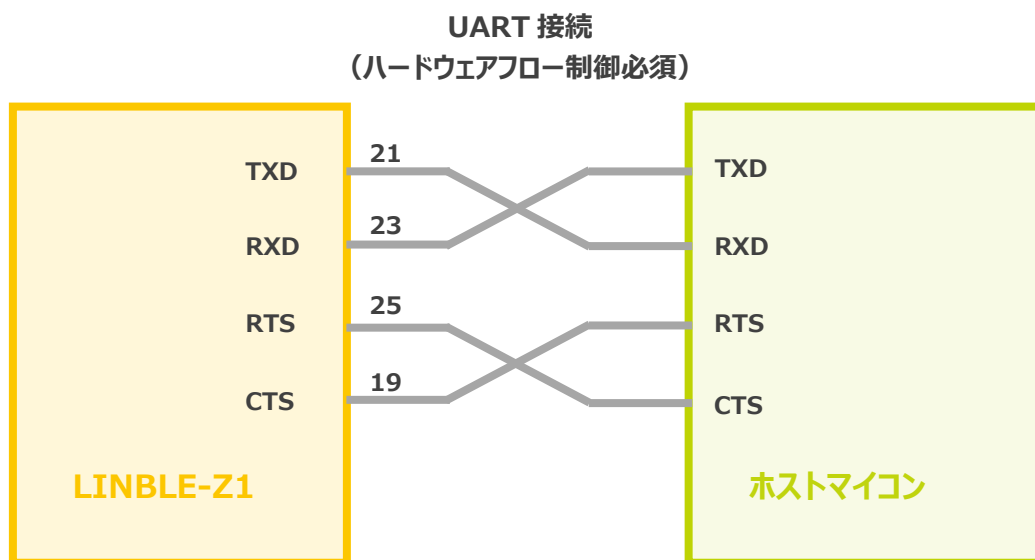 UART 接続
（ハードウェアフロー制御必須）
TXD 21 TXD
RXD 23 RXD
RTS 25 RTS
CTS 19 CTS
LINBLE-Z1 ホストマイコン